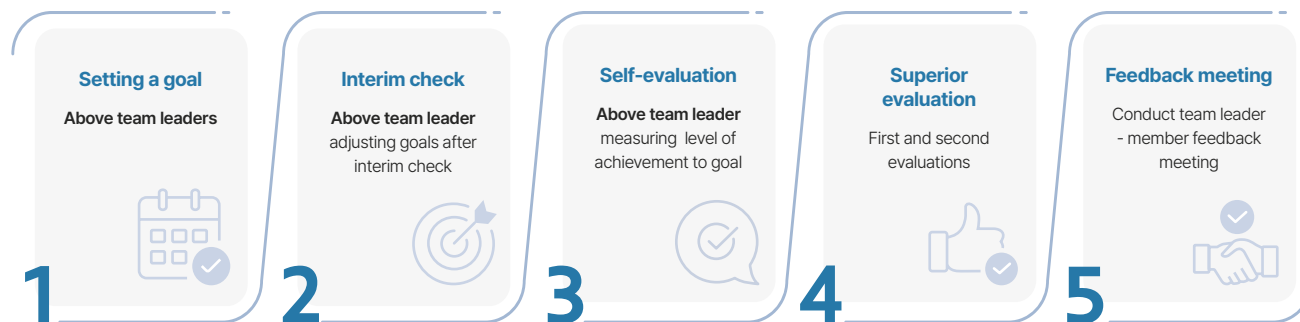 Setting a goal
Above team leaders
1
Interim check
Above team leader
adjusting goals after
interim check
2
Self-evaluation
Above team leader
measuring level of
achievement to goal
3
Superior
evaluation
First and second
evaluations
4
Feedback meeting
Conduct team leader
- member feedback
meeting
5